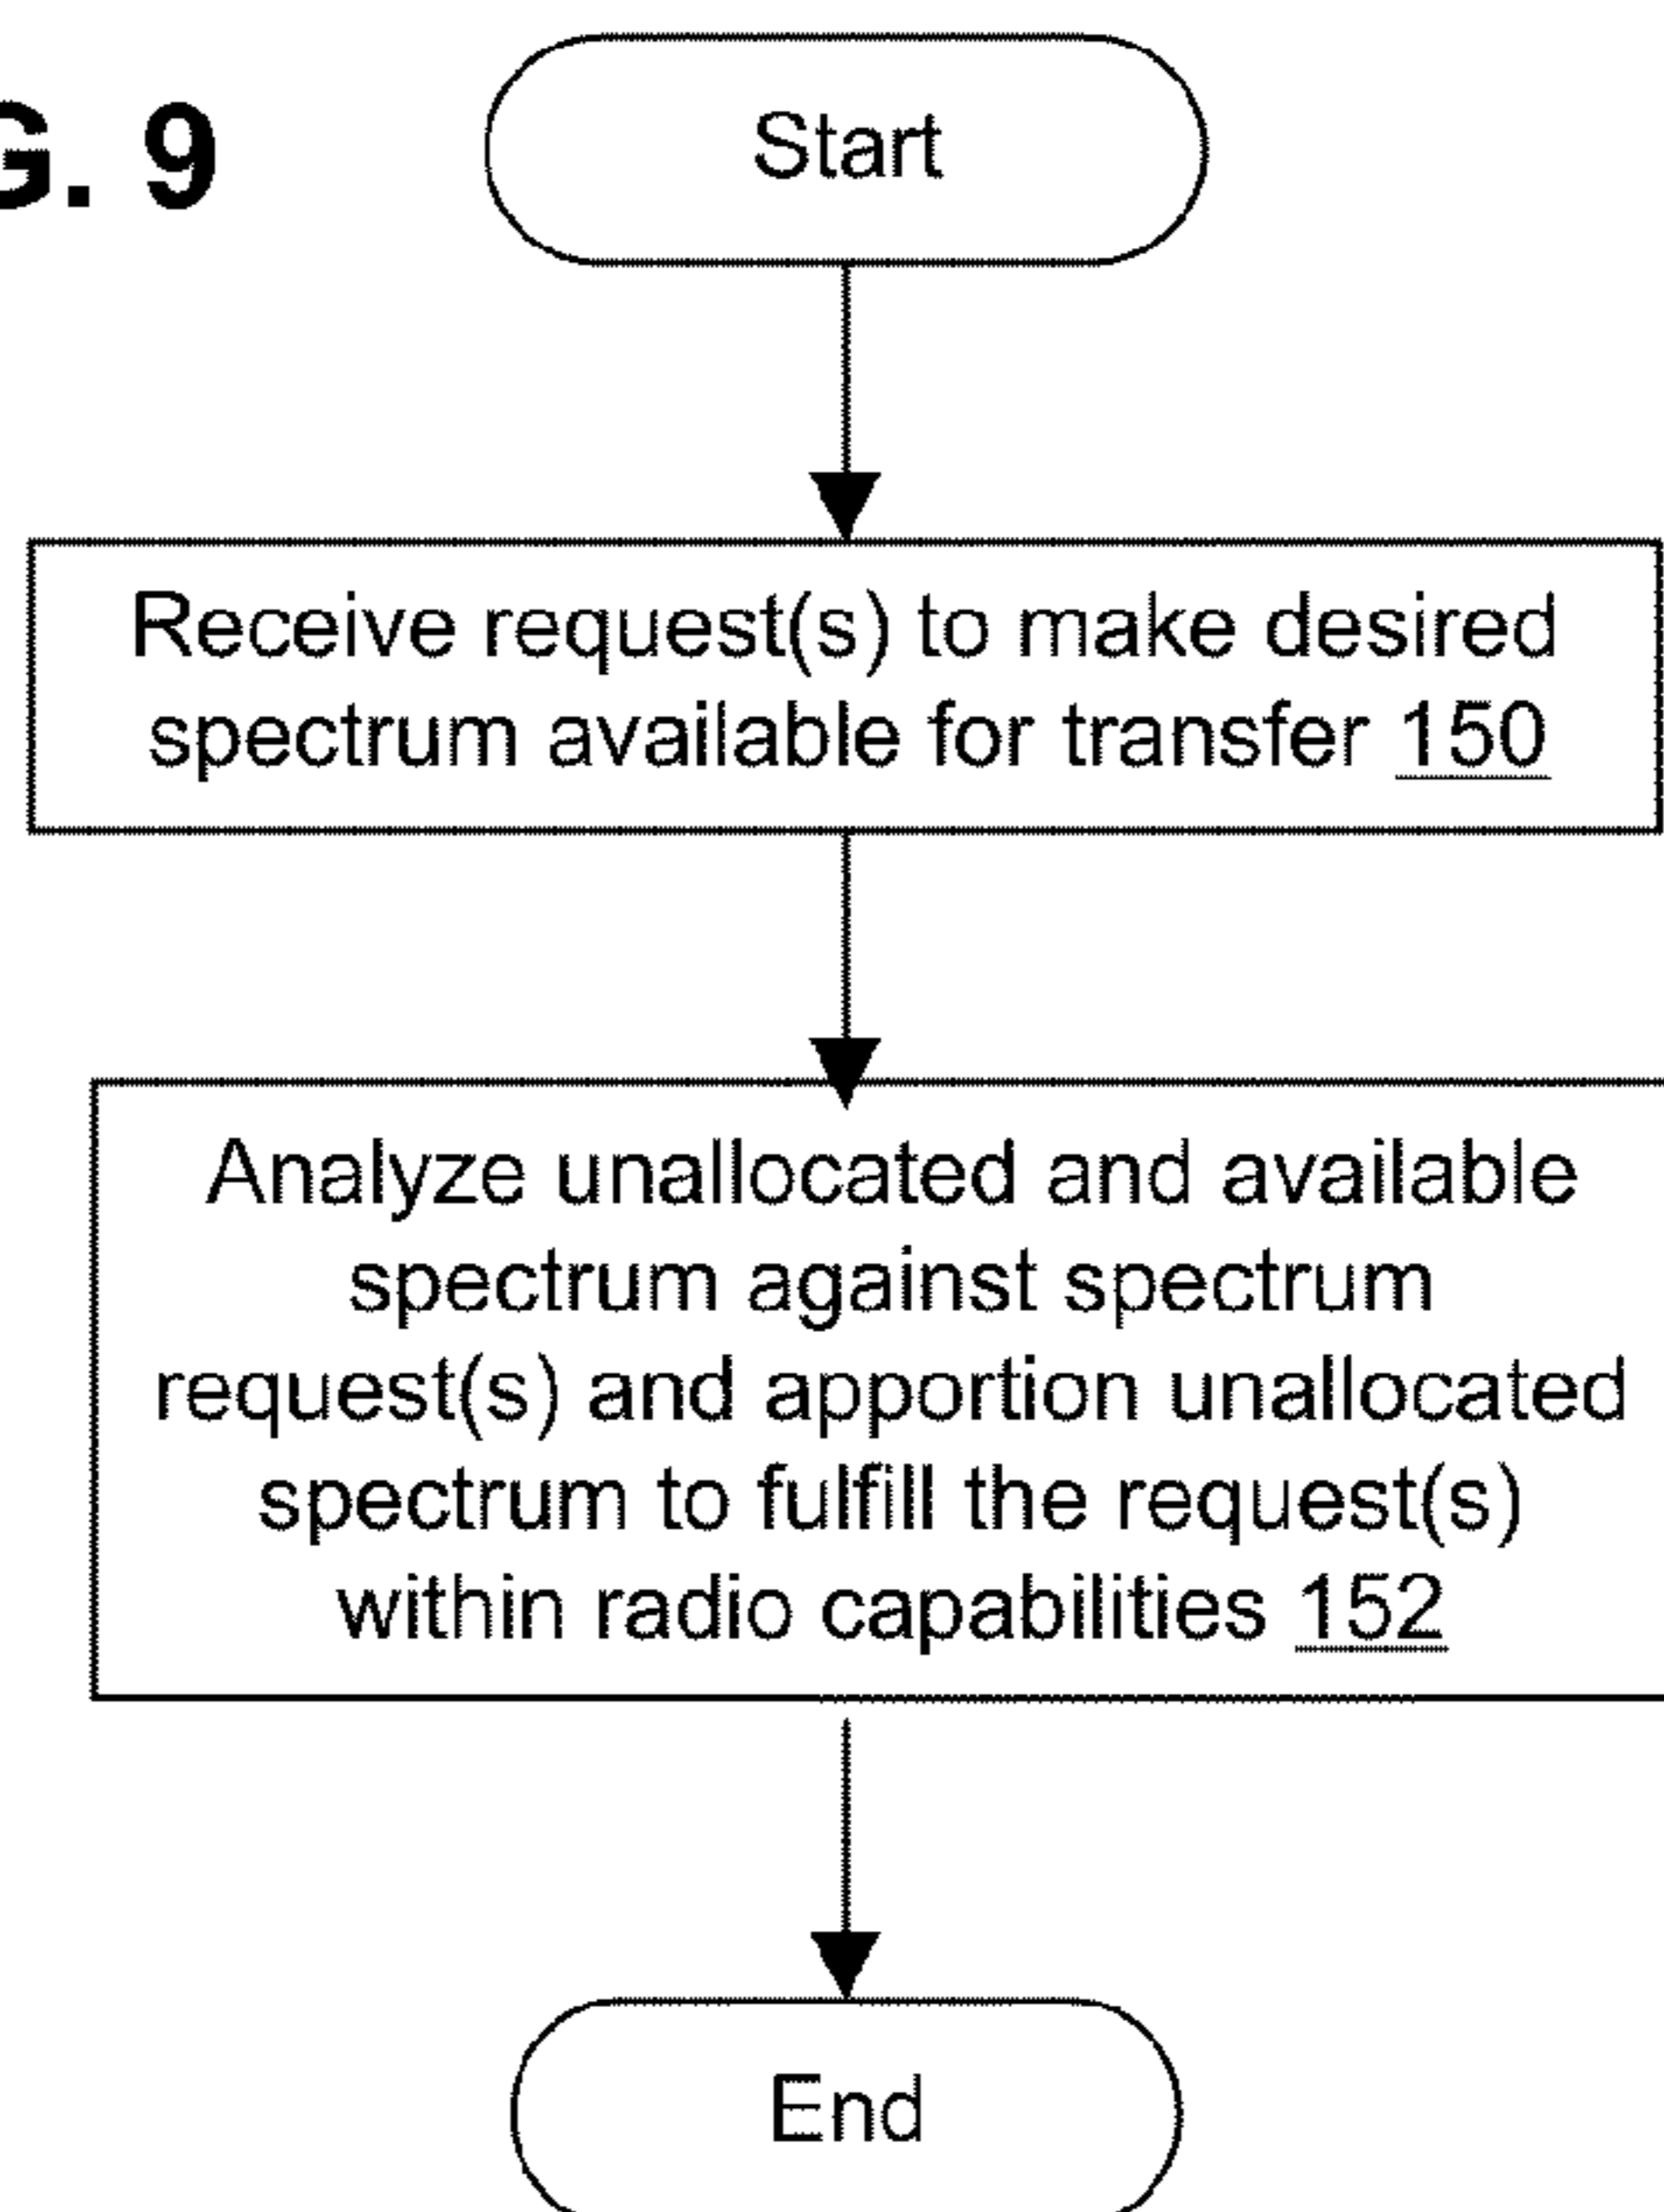 G. 9
Start
Receive request(s) to make desired
spectrum available for transfer 150
Analyze unallocated and available
spectrum against spectrum
request(s) and apportion unallocated
spectrum to fulfill the request(s)
within radio capabilities 152
End